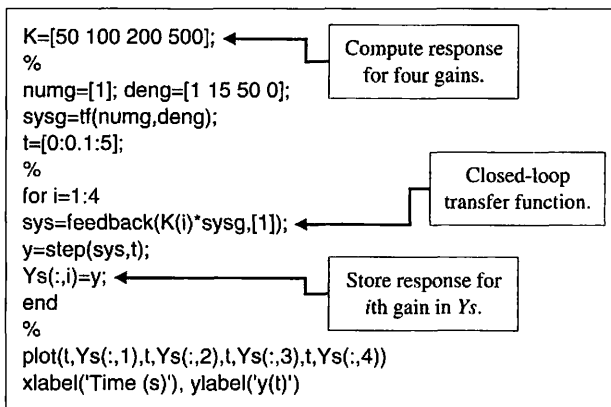 K=[50 100 200 500];
Compute response
for four gains.
%
numg=[1]; deng=[1 15 50 0];
sysg=tf(numg,deng);
t=[0:0.1:5];
%
for i=1:4
Closed-loop
transfer function.
sys=feedback(K(i)*sysg,[1]);
y=step(sys,t);
Ys(:,i)=y;
Store response for
ith gain in Ys.
end
%
plot(t,Ys(:,1),t,Ys(:,2),t,Ys(:,3),t,Ys(:,4))
xlabel('Time (s)'), ylabel('y(t)')